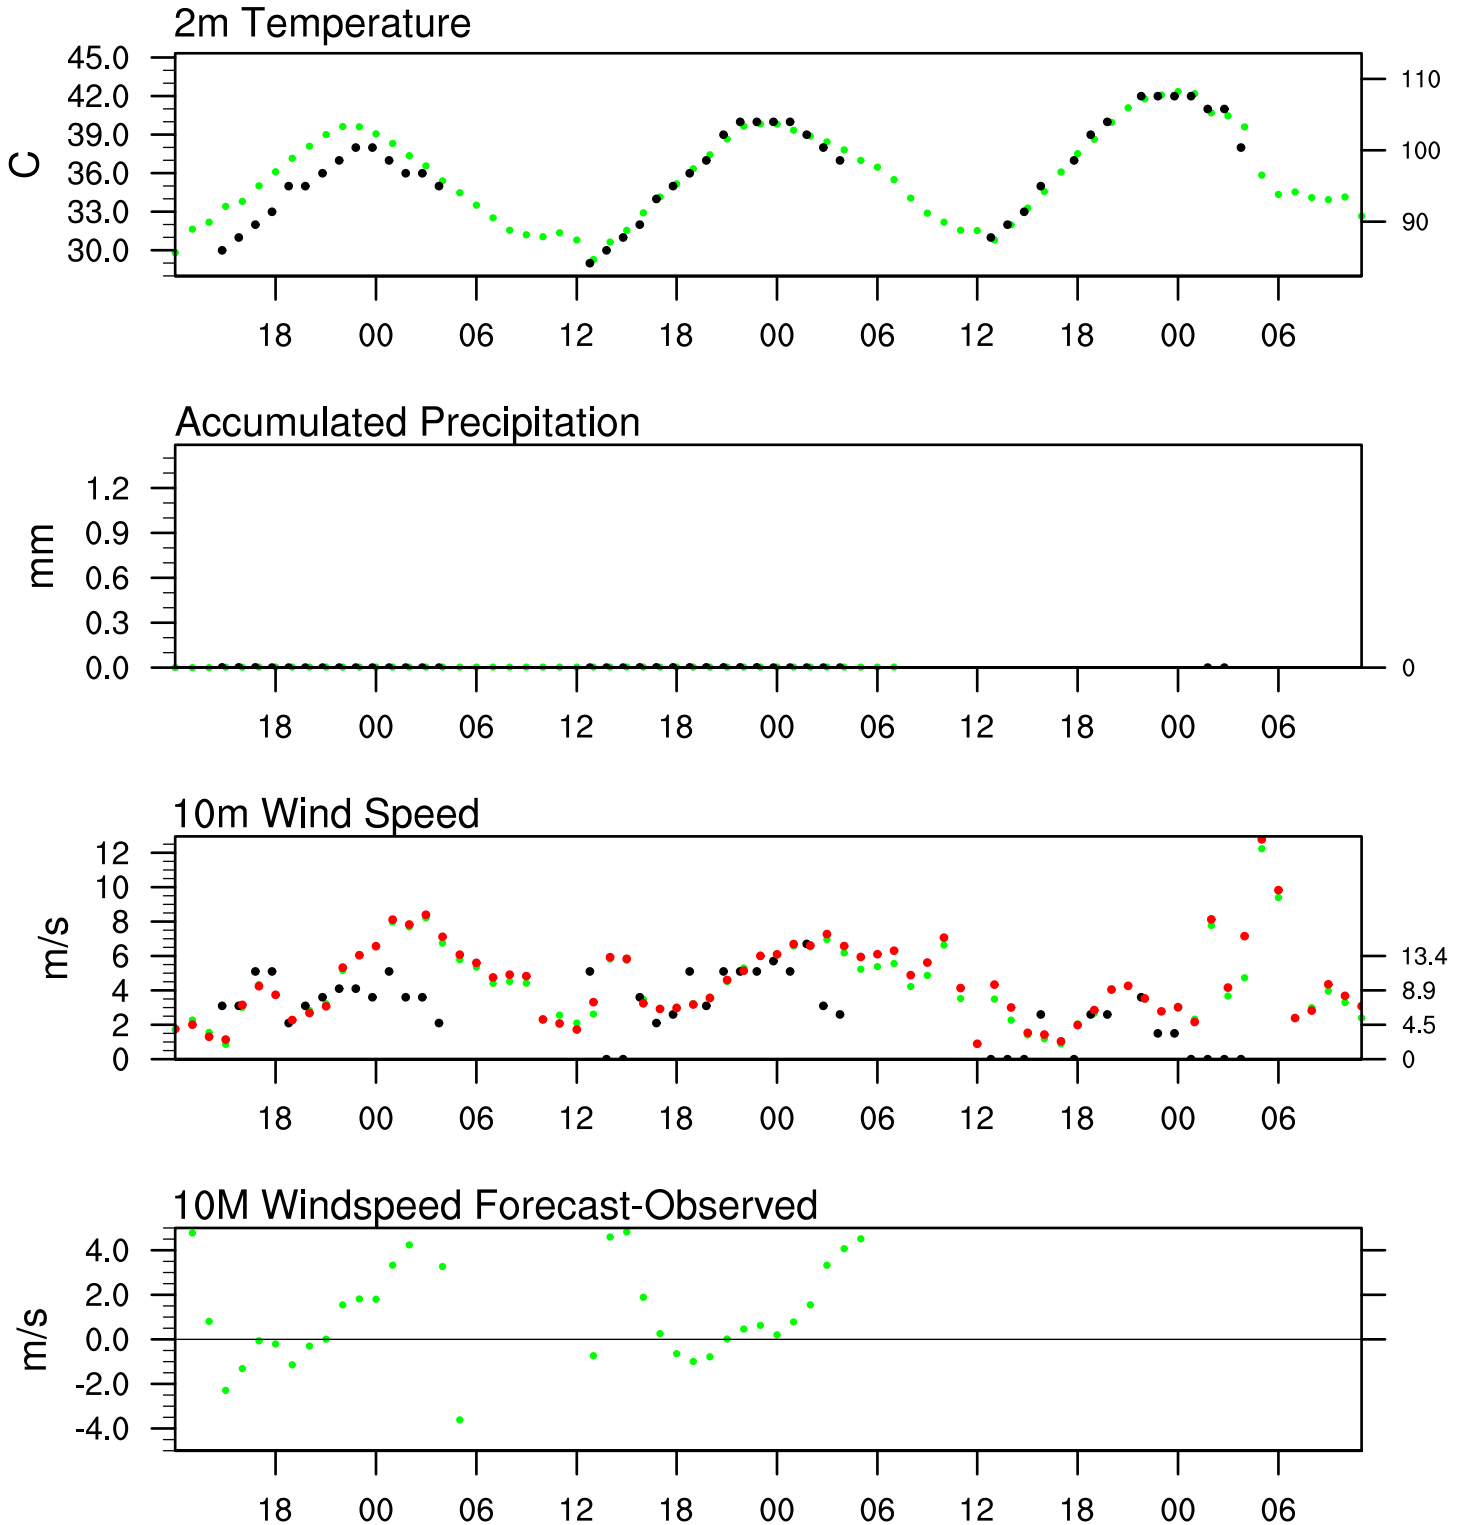 2m Temperature
45.0
42.0
39.0
36.0
33.0
30.0
C
110
100
90
18 00 06 12 18 00 06 12 18 00 06
Accumulated Precipitation
1.2
0.9
0.6
0.3
0.0
mm
0
18 00 06 12 18 00 06 12 18 00 06
10m Wind Speed
12
10
8
6
4
2
0
m/s
13.4
8.9
4.5
0
18 00 06 12 18 00 06 12 18 00 06
10M Windspeed Forecast-Observed
4.0
2.0
0.0
-2.0
-4.0
m/s
18 00 06 12 18 00 06 12 18 00 06